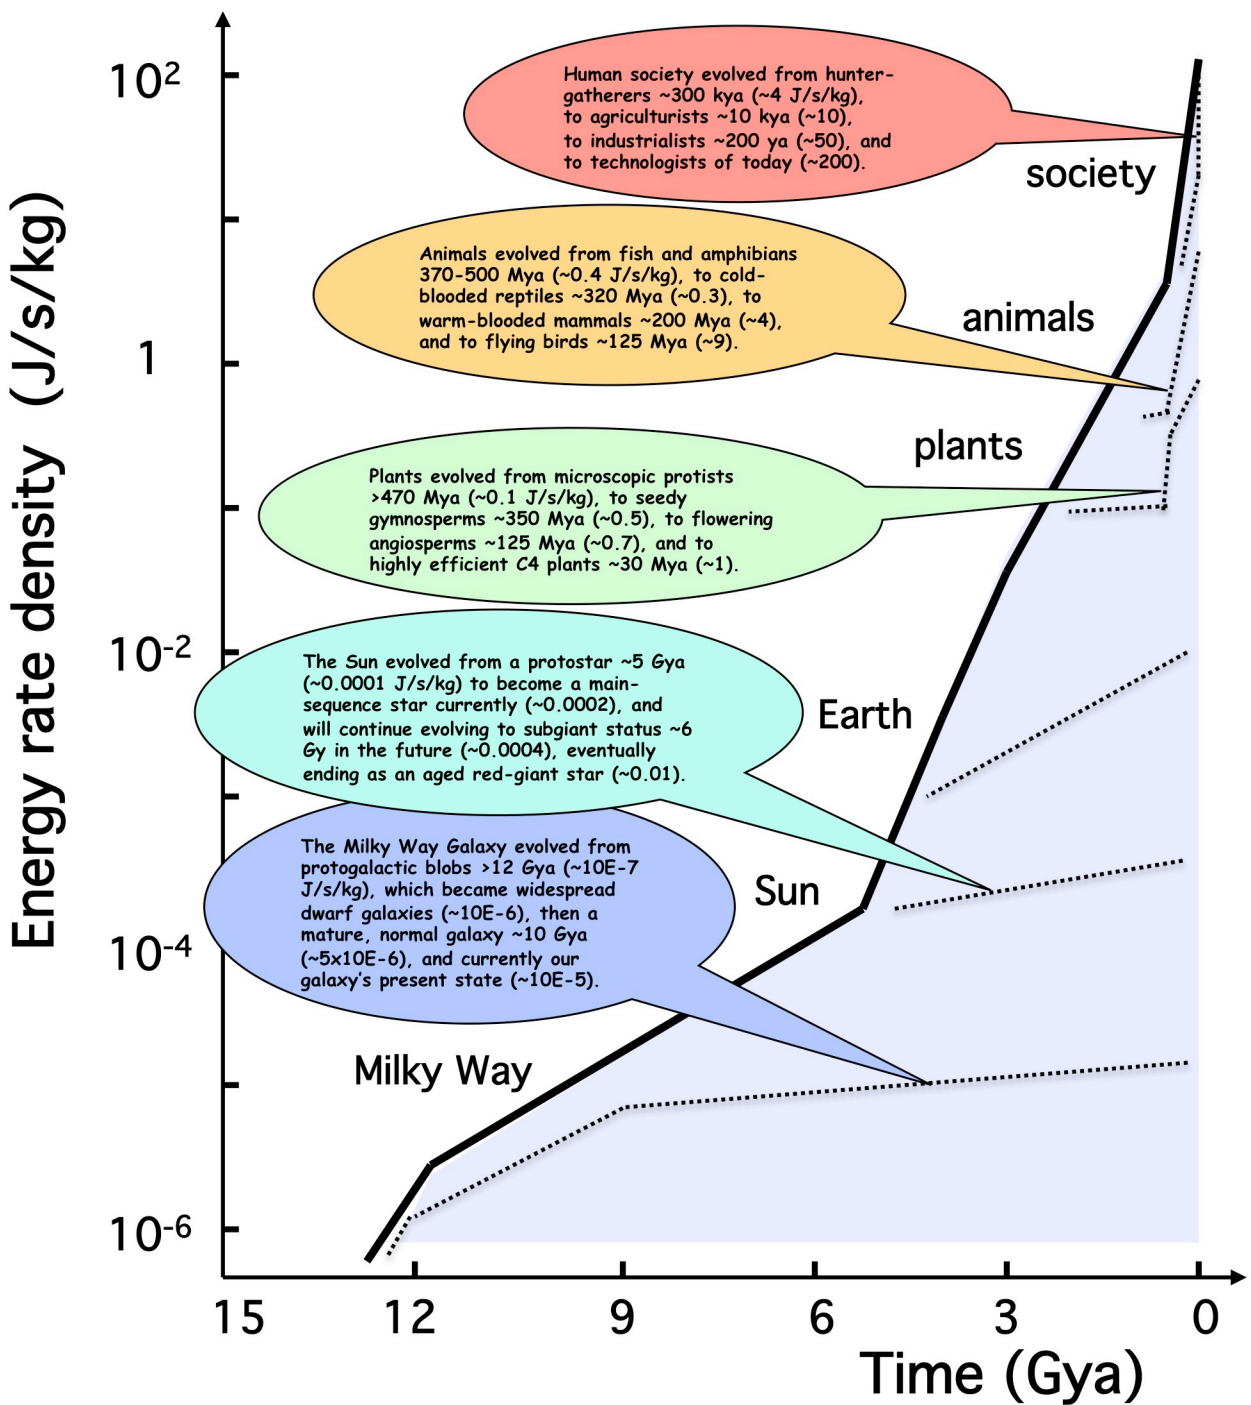 10²
Human society evolved from hunter-
gatherers ~300 kya (~4 J/s/kg),
to agriculturists ~10 kya (~10),
to industrialists ~200 ya (~50), and
to technologists of today (~200).
society
Animals evolved from fish and amphibians
370-500 Mya (~0.4 J/s/kg), to cold-
blooded reptiles ~320 Mya (~0.3), to
warm-blooded mammals ~200 Mya (~4),
and to flying birds ~125 Mya (~9).
animals
1
plants
Plants evolved from microscopic protists
>470 Mya (~0.1 J/s/kg), to seedy
gymnosperms ~350 Mya (~0.5), to flowering
angiosperms ~125 Mya (~0.7), and to
highly efficient C4 plants ~30 Mya (~1).
10⁻²
The Sun evolved from a protostar ~5 Gya
(~0.0001 J/s/kg) to become a main-
sequence star currently (~0.0002), and
will continue evolving to subgiant status ~6
Gy in the future (~0.0004), eventually
ending as an aged red-giant star (~0.01).
Earth
The Milky Way Galaxy evolved from
protogalactic blobs >12 Gya (~10E-7
J/s/kg), which became widespread
dwarf galaxies (~10E-6), then a
mature, normal galaxy ~10 Gya
(~5x10E-6), and currently our
galaxy's present state (~10E-5).
Sun
10⁻⁴
Milky Way
10⁻⁶
Energy rate density (J/s/kg)
15 12 9 6 3 0
Time (Gya)